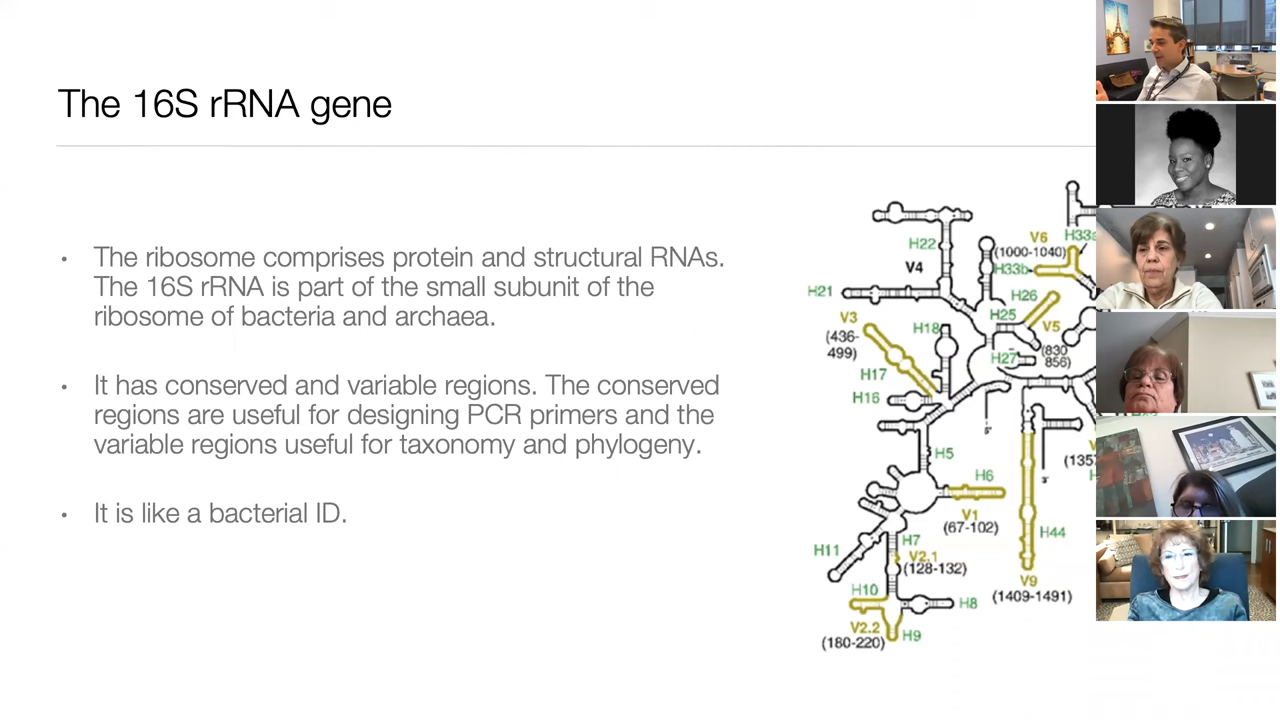 The 16S rRNA gene
• The ribosome comprises protein and structural RNAs.
The 16S rRNA is part of the small subunit of the
ribosome of bacteria and archaea.
• It has conserved and variable regions. The conserved
regions are useful for designing PCR primers and the
variable regions useful for taxonomy and phylogeny.
• It is like a bacterial ID.
H22
V4
V6
(1000-1040)
H33a
H33b
H21
H26
H25
V3
(436-
499)
H18
V5
(830
856)
H27
H17
H16
5'
H5
(1357
3'
H6
V1
(67-102)
H44
H7
H11
V2.1
(128-132)
V9
(1409-1491)
H10
H8
V2.2
(180-220)
H9